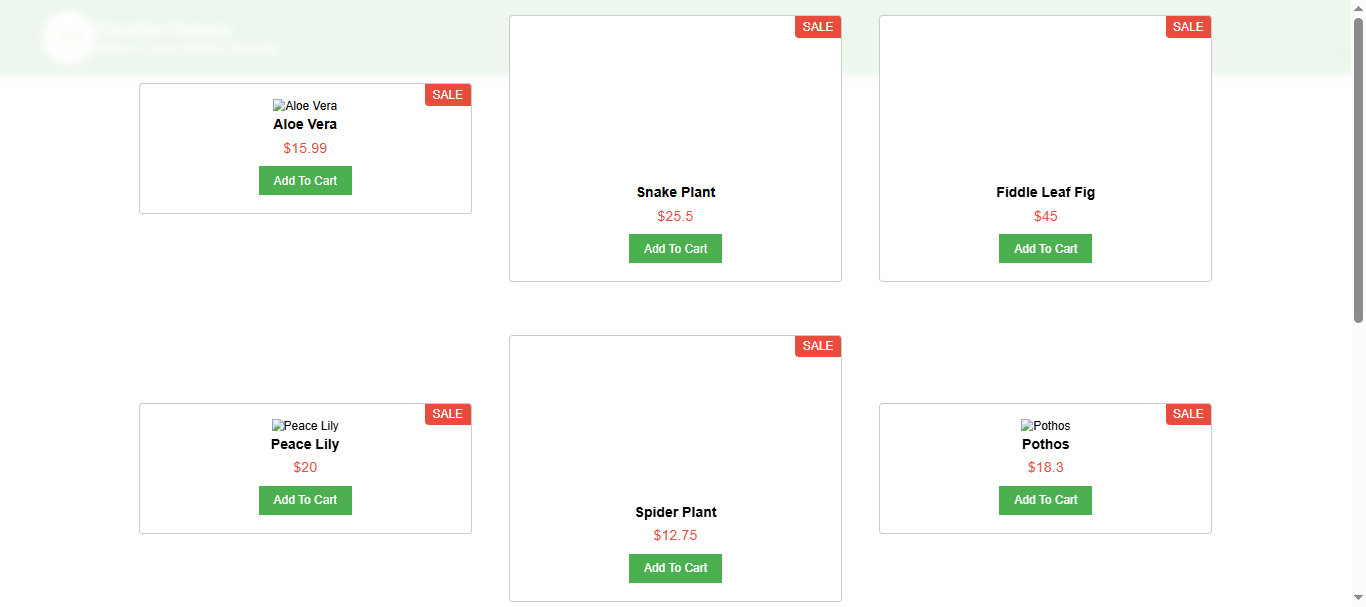 SALE
SALE
SALE
Aloe Vera
Aloe Vera
$15.99
Add To Cart
Snake Plant
$25.5
Add To Cart
Fiddle Leaf Fig
$45
Add To Cart
SALE
SALE
SALE
Peace Lily
Peace Lily
$20
Add To Cart
Spider Plant
$12.75
Add To Cart
Pothos
Pothos
$18.3
Add To Cart